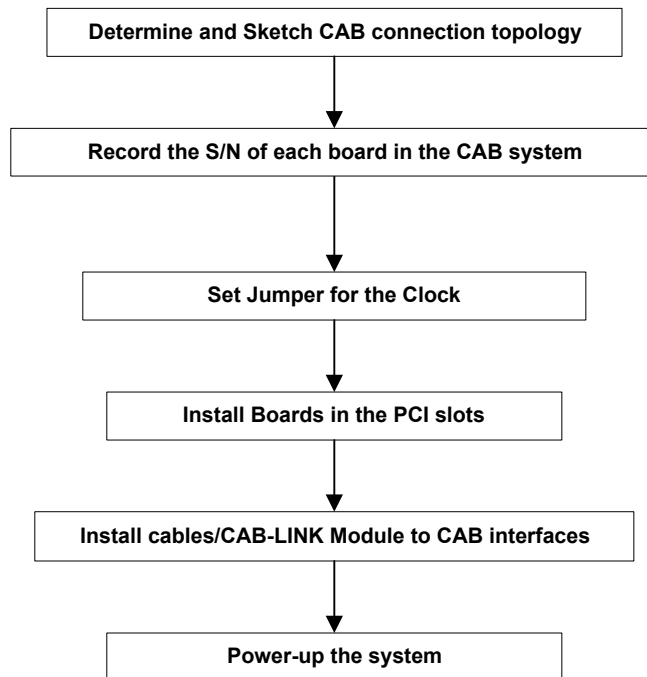 Determine and Sketch CAB connection topology
Record the S/N of each board in the CAB system
Set Jumper for the Clock
Install Boards in the PCI slots
Install cables/CAB-LINK Module to CAB interfaces
Power-up the system